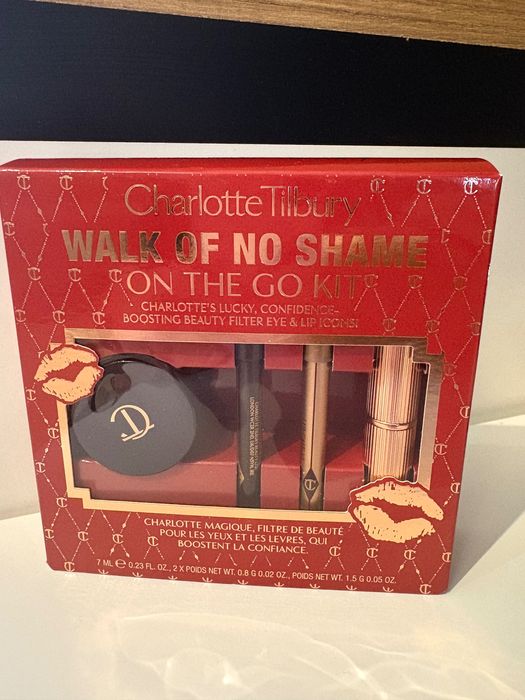 Charlotte Tilbury
WALK OF NO SHAME
ON THE GO KIT
CHARLOTTE'S LUCKY, CONFIDENCE-
BOOSTING BEAUTY FILTER EYE & LIP ICONS!
CHARLOTTE MAGIQUE, FILTRE DE BEAUTÉ
POUR LES YEUX ET LES LEVRES, QUI
BOOSTENT LA CONFIANCE.
7 ML ℮ 0.23 FL. OZ., 2 X POIDS NET WT. 0.8 G 0.02 OZ., POIDS NET WT. 1.5 G 0.05 OZ.